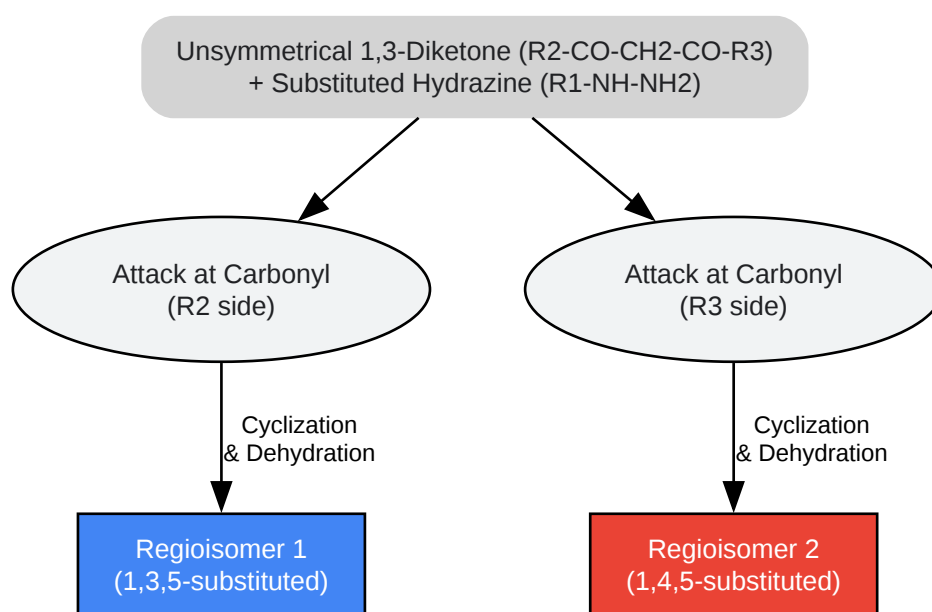 Unsymmetrical 1,3-Diketone (R2-CO-CH2-CO-R3)
+ Substituted Hydrazine (R1-NH-NH2)
Attack at Carbonyl
(R2 side)
Attack at Carbonyl
(R3 side)
Cyclization
& Dehydration
Cyclization
& Dehydration
Regioisomer 1
(1,3,5-substituted)
Regioisomer 2
(1,4,5-substituted)